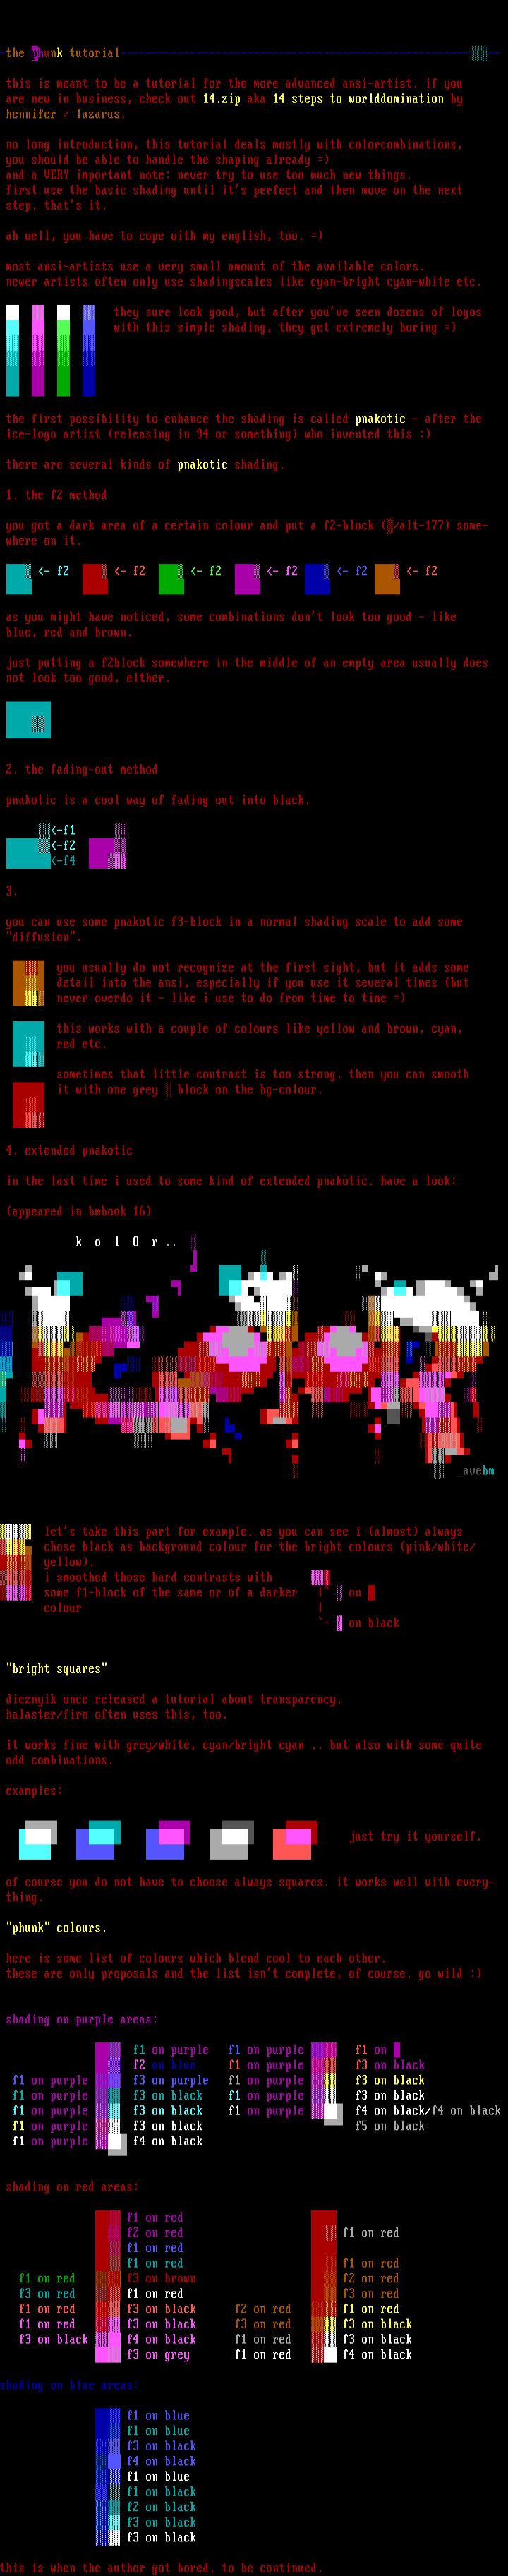 the phunk tutorial
this is meant to be a tutorial for the more advanced ansi-artist. if you
are new in business, check out 14.zip aka 14 steps to worlddomination by
hennifer / lazarus.
no long introduction, this tutorial deals mostly with colorcombinations,
you should be able to handle the shaping already =)
and a VERY important note: never try to use too much new things.
first use the basic shading until it's perfect and then move on the next
step. that's it.
ah well, you have to cope with my english, too. =)
most ansi-artists use a very small amount of the available colors.
newer artists often only use shadingscales like cyan-bright cyan-white etc.
they sure look good, but after you've seen dozens of logos
with this simple shading, they get extremely boring =)
the first possibility to enhance the shading is called pnakotic - after the
ice-logo artist (releasing in 94 or something) who invented this :)
there are several kinds of pnakotic shading.
1. the f2 method
you got a dark area of a certain colour and put a f2-block (▒/alt-177) some-
where on it.
<- f2 <- f2 <- f2 <- f2 <- f2 <- f2
as you might have noticed, some combinations don't look too good - like
blue, red and brown.
just putting a f2block somewhere in the middle of an empty area usually does
not look too good, either.
2. the fading-out method
pnakotic is a cool way of fading out into black.
<-f1
<-f2
<-f4
3.
you can use some pnakotic f3-block in a normal shading scale to add some
"diffusion".
you usually do not recognize at the first sight, but it adds some
detail into the ansi, especially if you use it several times (but
never overdo it - like i use to do from time to time =)
this works with a couple of colours like yellow and brown, cyan,
red etc.
sometimes that little contrast is too strong. then you can smooth
it with one grey ░ block on the bg-colour.
4. extended pnakotic
in the last time i used to some kind of extended pnakotic. have a look:
(appeared in bmbook 16)
k o l O r ..
_avebm
let's take this part for example. as you can see i (almost) always
chose black as background colour for the bright colours (pink/white/
yellow).
i smoothed those hard contrasts with
some f1-block of the same or of a darker on
colour
on black
"bright squares"
dieznyik once released a tutorial about transparency.
halaster/fire often uses this, too.
it works fine with grey/white, cyan/bright cyan .. but also with some quite
odd combinations.
examples:
just try it yourself.
of course you do not have to choose always squares. it works well with every-
thing.
"phunk" colours.
here is some list of colours which blend cool to each other.
these are only proposals and the list isn't complete, of course. go wild :)
shading on purple areas:
f1 on purple f1 on purple f1 on
f2 on blue f1 on purple f3 on black
f1 on purple f3 on purple f1 on purple f3 on black
f1 on purple f3 on black f1 on purple f3 on black
f1 on purple f3 on black f1 on purple f4 on black/f4 on black
f1 on purple f3 on black f5 on black
f1 on purple f4 on black
shading on red areas:
f1 on red
f2 on red f1 on red
f1 on red
f1 on red f1 on red
f1 on red f3 on brown f2 on red
f3 on red f1 on red f3 on red
f1 on red f3 on black f2 on red f1 on red
f1 on red f3 on black f3 on red f3 on black
f3 on black f4 on black f1 on red f3 on black
f3 on grey f1 on red f4 on black
shading on blue areas:
f1 on blue
f1 on blue
f3 on black
f4 on black
f1 on blue
f1 on black
f2 on black
f3 on black
f3 on black
this is when the author got bored. to be continued.